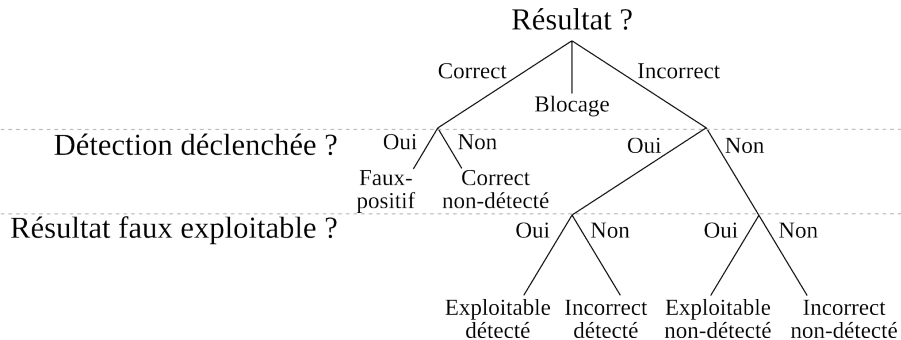 Résultat ?
Correct
Incorrect
Blocage
Détection déclenchée ?
Oui
Non
Oui
Non
Faux-
positif
Correct
non-détecté
Résultat faux exploitable ?
Oui
Non
Oui
Non
Exploitable
détecté
Incorrect
détecté
Exploitable
non-détecté
Incorrect
non-détecté